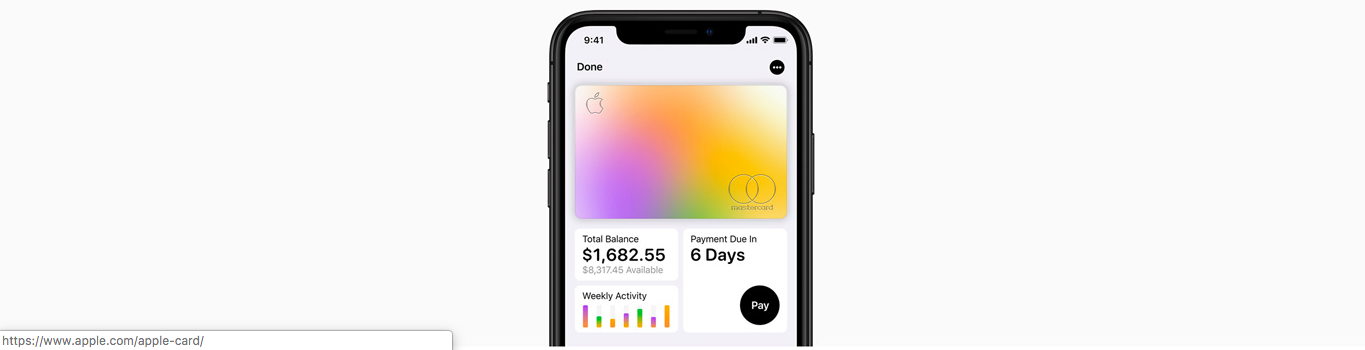 9:41
Done
mastercard
Total Balance
$1,682.55
$8,317.45 Available
Payment Due In
6 Days
Weekly Activity
Pay
https://www.apple.com/apple-card/